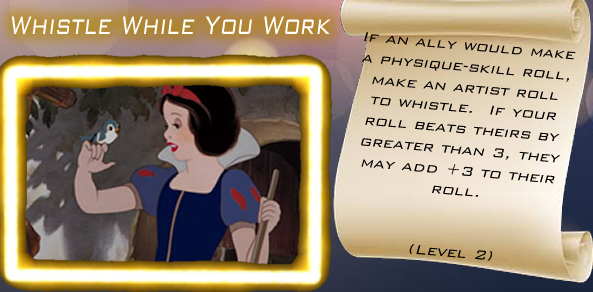 Whistle While You Work
If an ally would make
a physique-skill roll,
make an artist roll
to whistle. If your
roll beats theirs by
greater than 3, they
may add +3 to their
roll.
(Level 2)